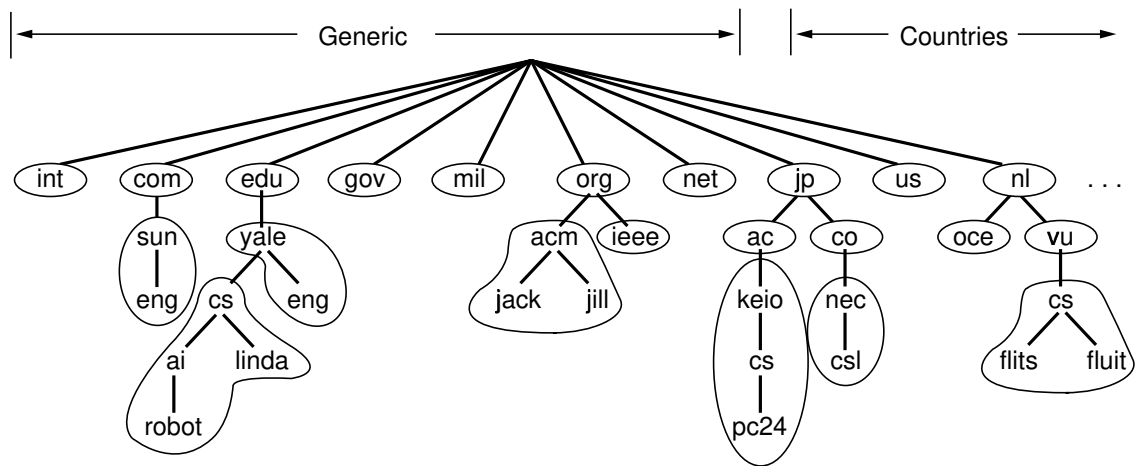 Generic Countries
int com edu gov mil org net jp us nl . . .
sun yale acm ieee ac co oce vu
eng cs eng jack jill keio nec cs
ai linda cs csl flits fluit
robot pc24